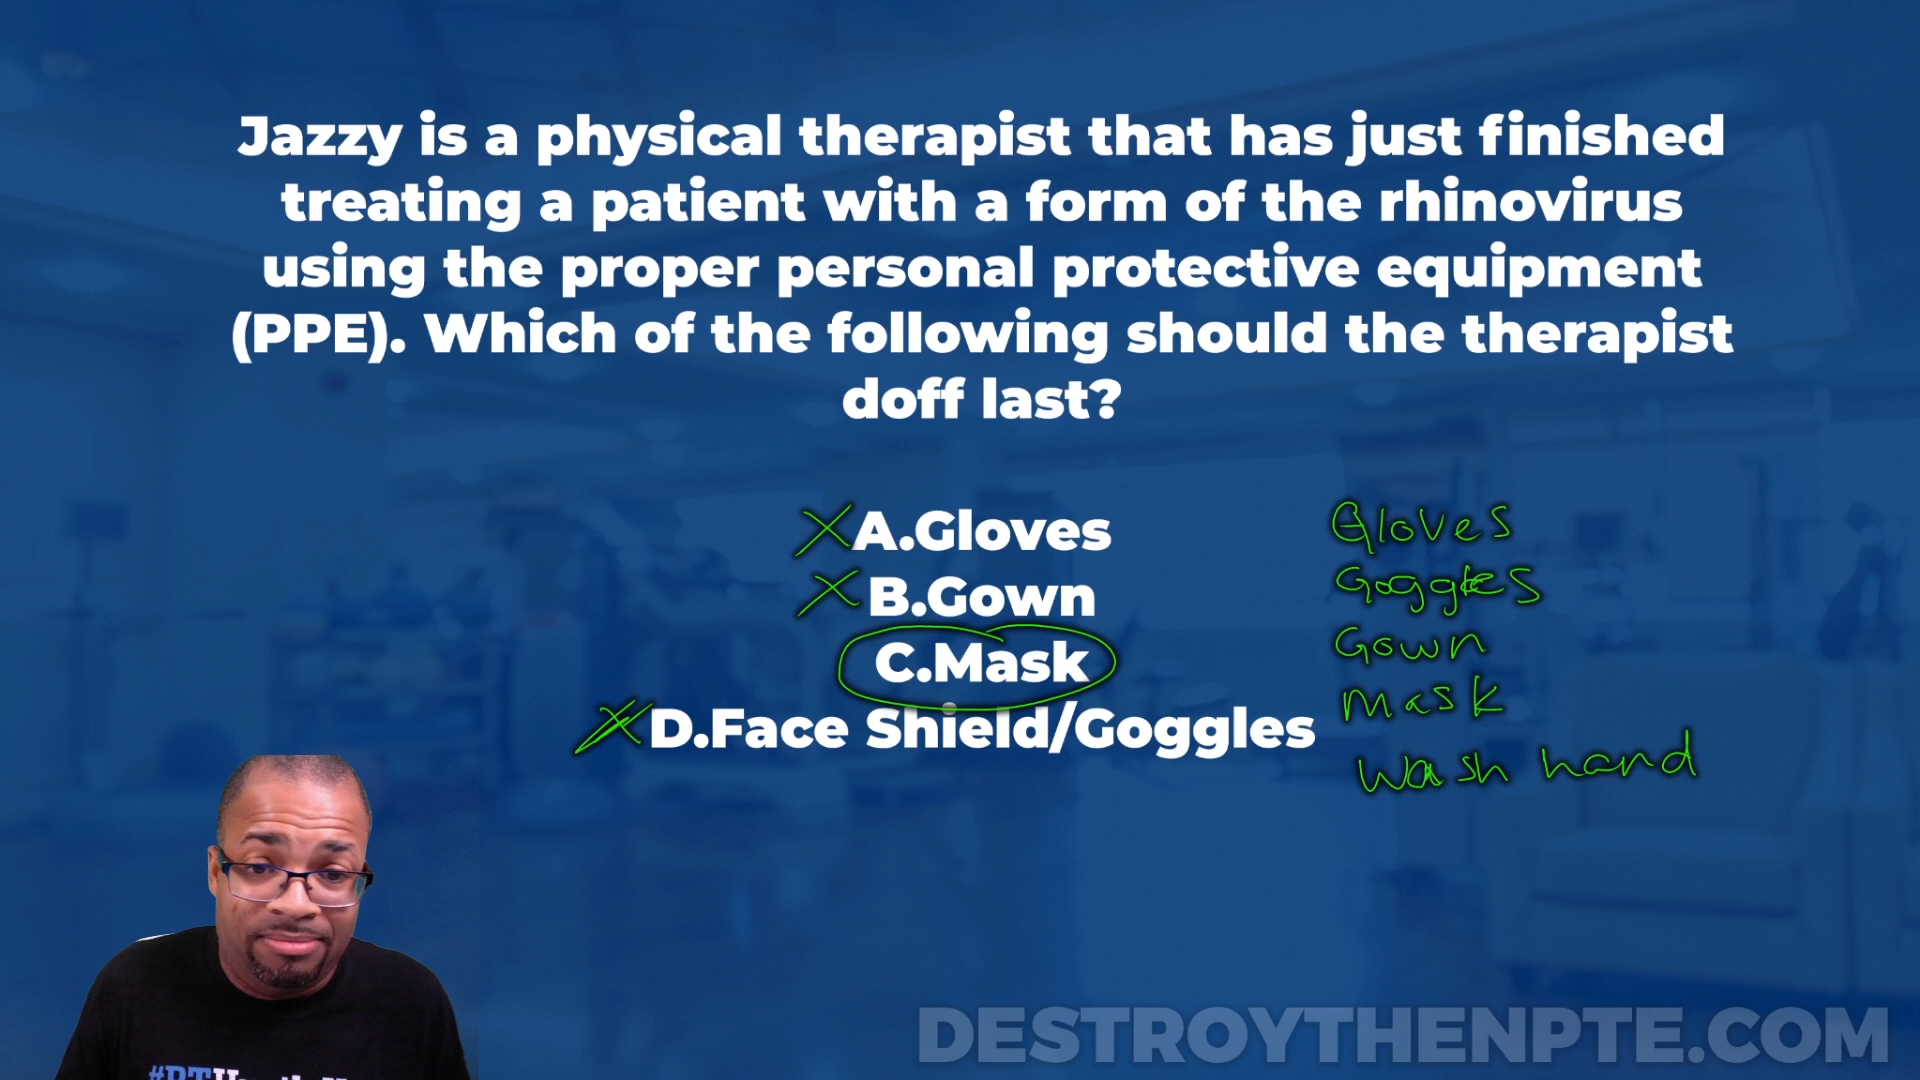 Jazzy is a physical therapist that has just finished
treating a patient with a form of the rhinovirus
using the proper personal protective equipment
(PPE). Which of the following should the therapist
doff last?
A.Gloves
B.Gown
C.Mask
D.Face Shield/Goggles
Gloves
Goggles
Gown
Mask
Wash hand
DESTROYTHENPTE.COM